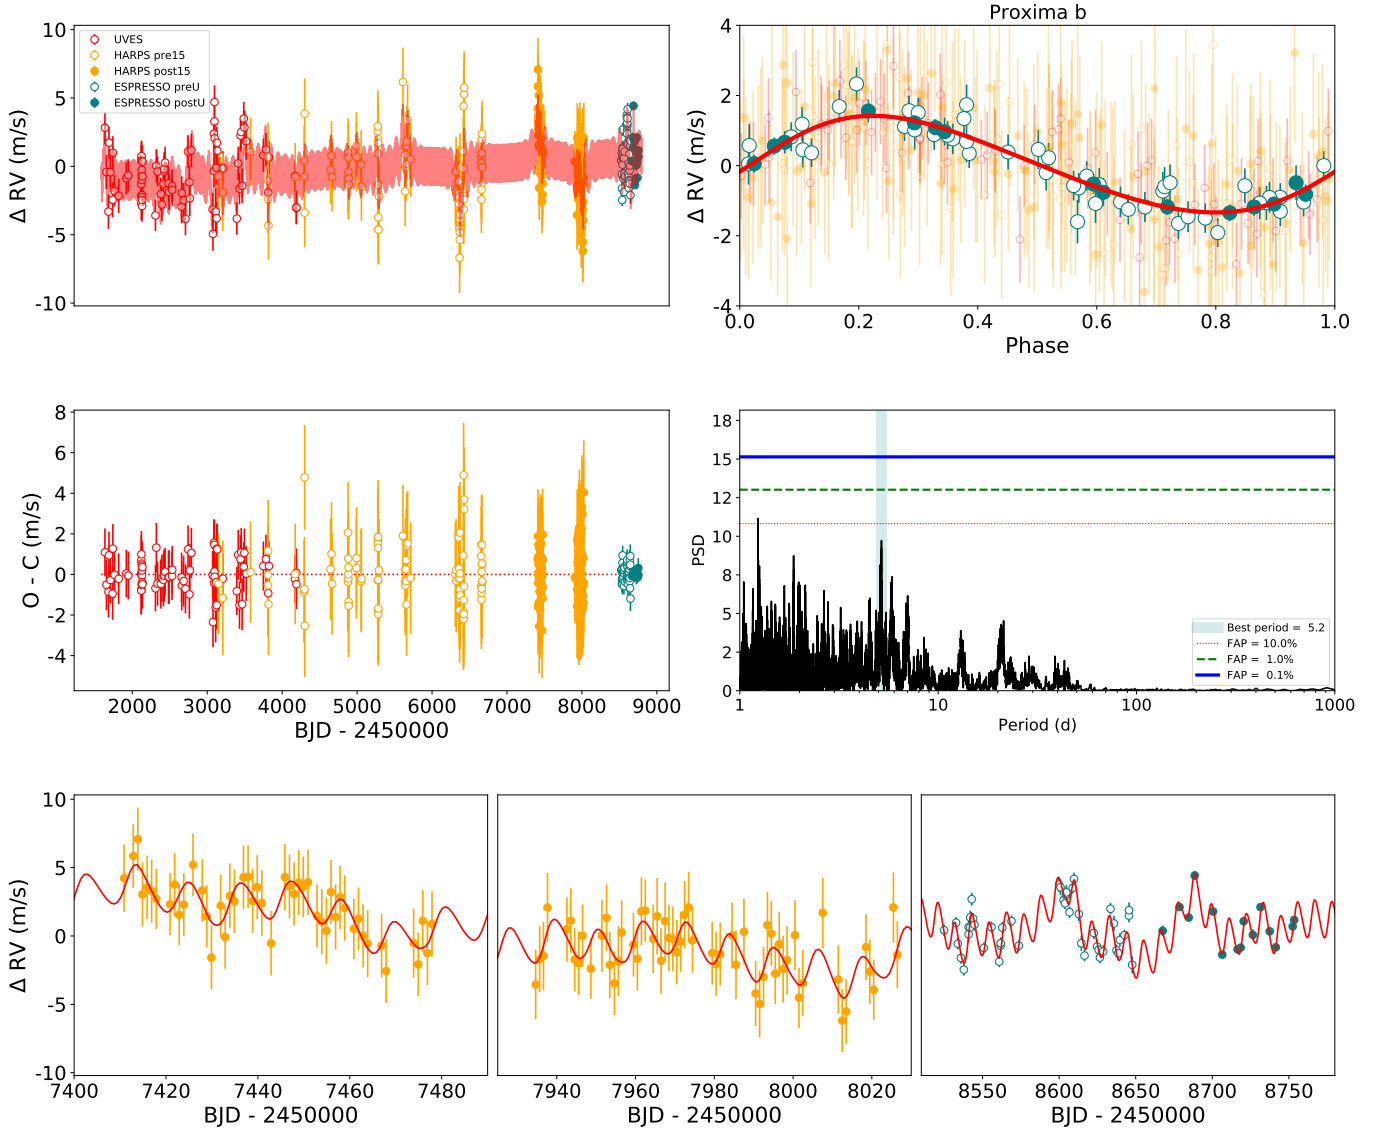 10
5
0
-5
-10
Δ RV (m/s)
UVES
HARPS pre15
HARPS post15
ESPRESSO preU
ESPRESSO postU
Proxima b
4
2
0
-2
-4
Δ RV (m/s)
0.0 0.2 0.4 0.6 0.8 1.0
Phase
8
6
4
2
0
-2
-4
O - C (m/s)
2000 3000 4000 5000 6000 7000 8000 9000
BJD - 2450000
18
15
12
10
8
5
2
0
PSD
Best period = 5.2
FAP = 10.0%
FAP = 1.0%
FAP = 0.1%
1 10 100 1000
Period (d)
10
5
0
-5
-10
Δ RV (m/s)
7400 7420 7440 7460 7480
BJD - 2450000
7940 7960 7980 8000 8020
BJD - 2450000
8550 8600 8650 8700 8750
BJD - 2450000